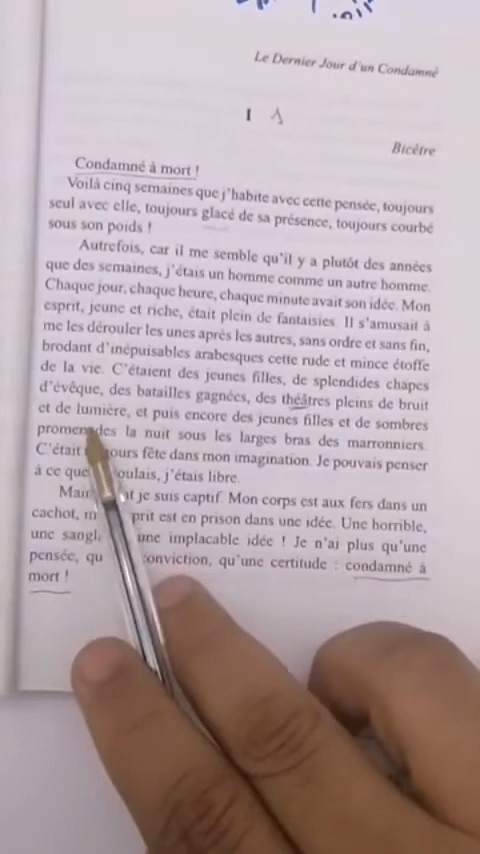 Le Dernier Jour d'un Condamné
I
Bicêtre
Condamné à mort !
Voilà cinq semaines que j'habite avec cette pensée, toujours
seul avec elle, toujours glacé de sa présence, toujours courbé
sous son poids !
Autrefois, car il me semble qu'il y a plutôt des années
que des semaines, j'étais un homme comme un autre homme.
Chaque jour, chaque heure, chaque minute avait son idée. Mon
esprit, jeune et riche, était plein de fantaisies. Il s'amusait à
me les dérouler les unes après les autres, sans ordre et sans fin,
brodant d'inépuisables arabesques cette rude et mince étoffe
de la vie. C'étaient des jeunes filles, de splendides chapes
d'évêque, des batailles gagnées, des théâtres pleins de bruit
et de lumière, et puis encore des jeunes filles et de sombres
promenades la nuit sous les larges bras des marronniers.
C'était ours fête dans mon imagination. Je pouvais penser
à ce que oulais, j'étais libre.
Main t je suis captif. Mon corps est aux fers dans un
cachot, m prit est en prison dans une idée. Une horrible,
une sangl une implacable idée ! Je n'ai plus qu'une
pensée, qu conviction, qu'une certitude : condamné à
mort !